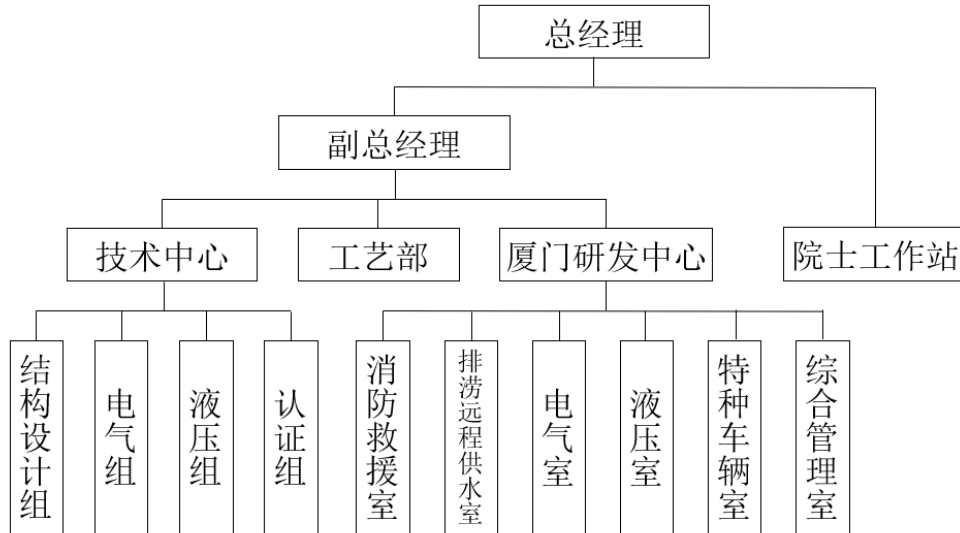 总经理
副总经理
技术中心
工艺部
厦门研发中心
院士工作站
结构设计组
电气组
液压组
认证组
消防救援室
排涝远程供水室
电气室
液压室
特种车辆室
综合管理室